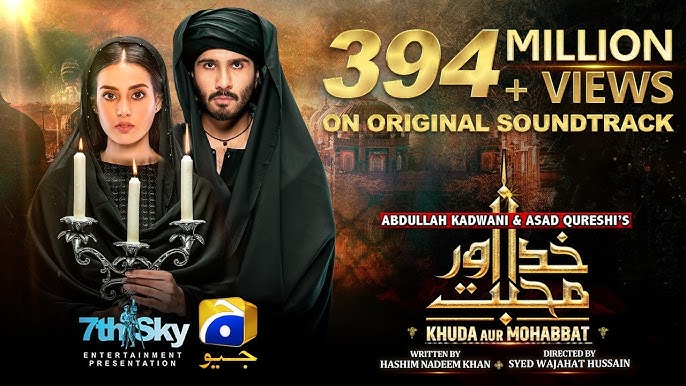 394 MILLION
+ VIEWS
ON ORIGINAL SOUNDTRACK
ABDULLAH KADWANI & ASAD QURESHI'S
خدا اور
محبت
KHUDA AUR MOHABBAT
WRITTEN BY
HASHIM NADEEM KHAN
DIRECTED BY
SYED WAJAHAT HUSSAIN
7th Sky
ENTERTAINMENT
PRESENTATION
جیو